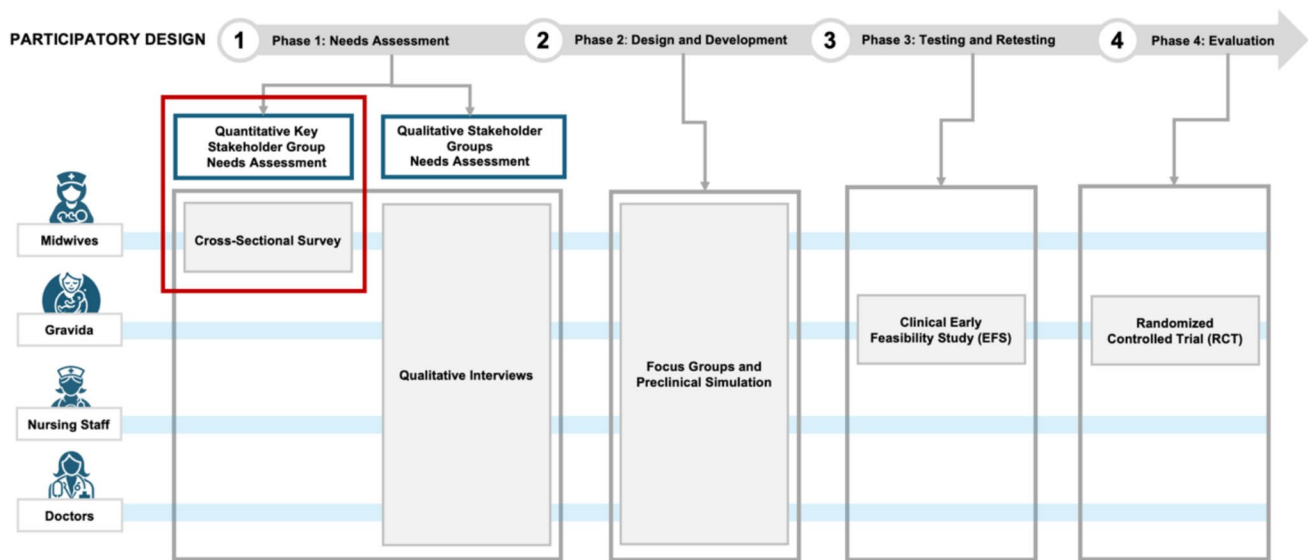 PARTICIPATORY DESIGN
1
Phase 1: Needs Assessment
2
Phase 2: Design and Development
3
Phase 3: Testing and Retesting
4
Phase 4: Evaluation
Quantitative Key
Stakeholder Group
Needs Assessment
Qualitative Stakeholder
Groups
Needs Assessment
Midwives
Cross-Sectional Survey
Gravida
Qualitative Interviews
Focus Groups and
Preclinical Simulation
Clinical Early
Feasibility Study (EFS)
Randomized
Controlled Trial (RCT)
Nursing Staff
Doctors